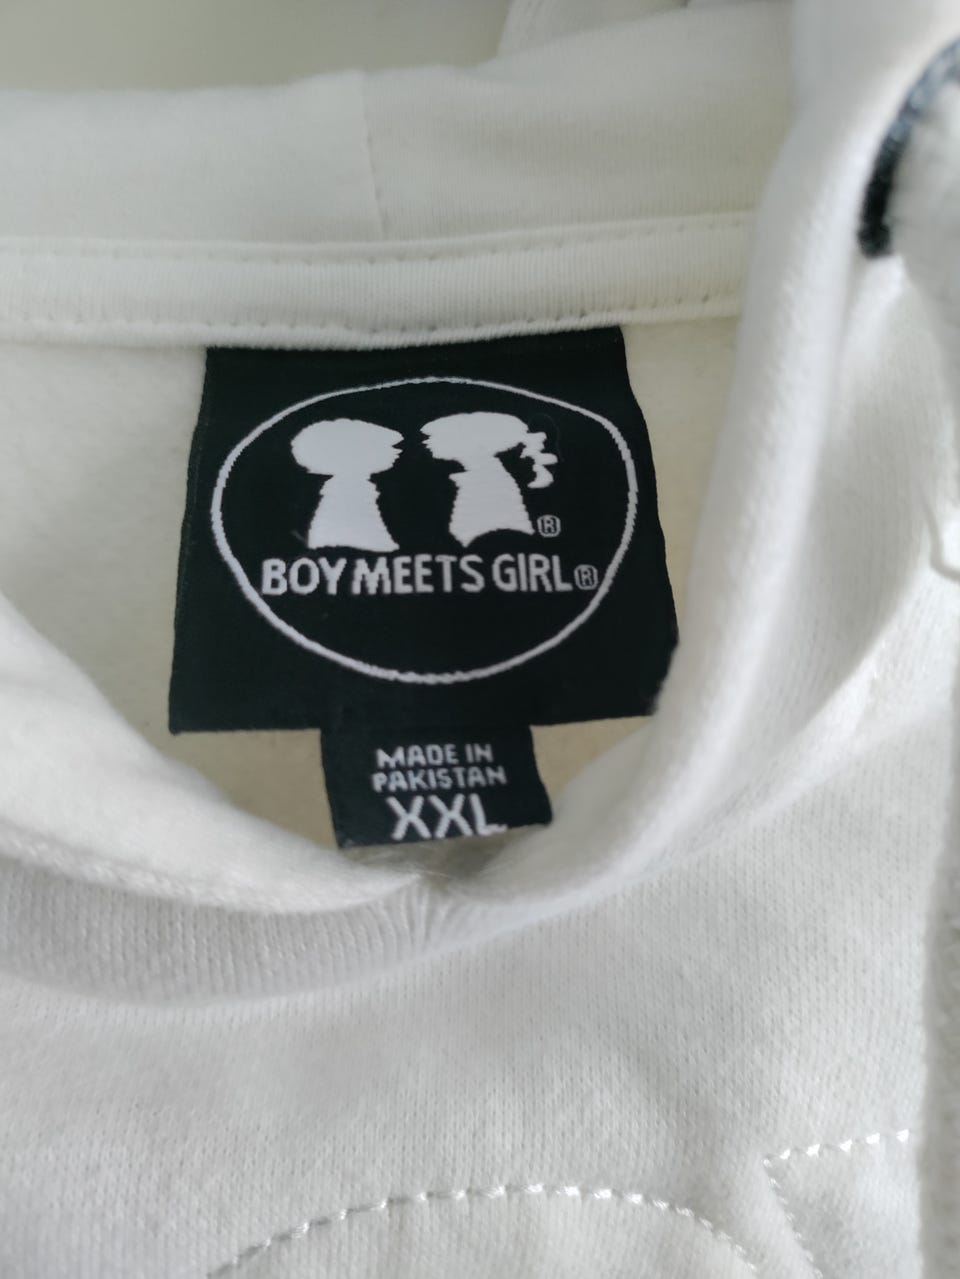 ®
BOY MEETS GIRL®
MADE IN
PAKISTAN
XXL